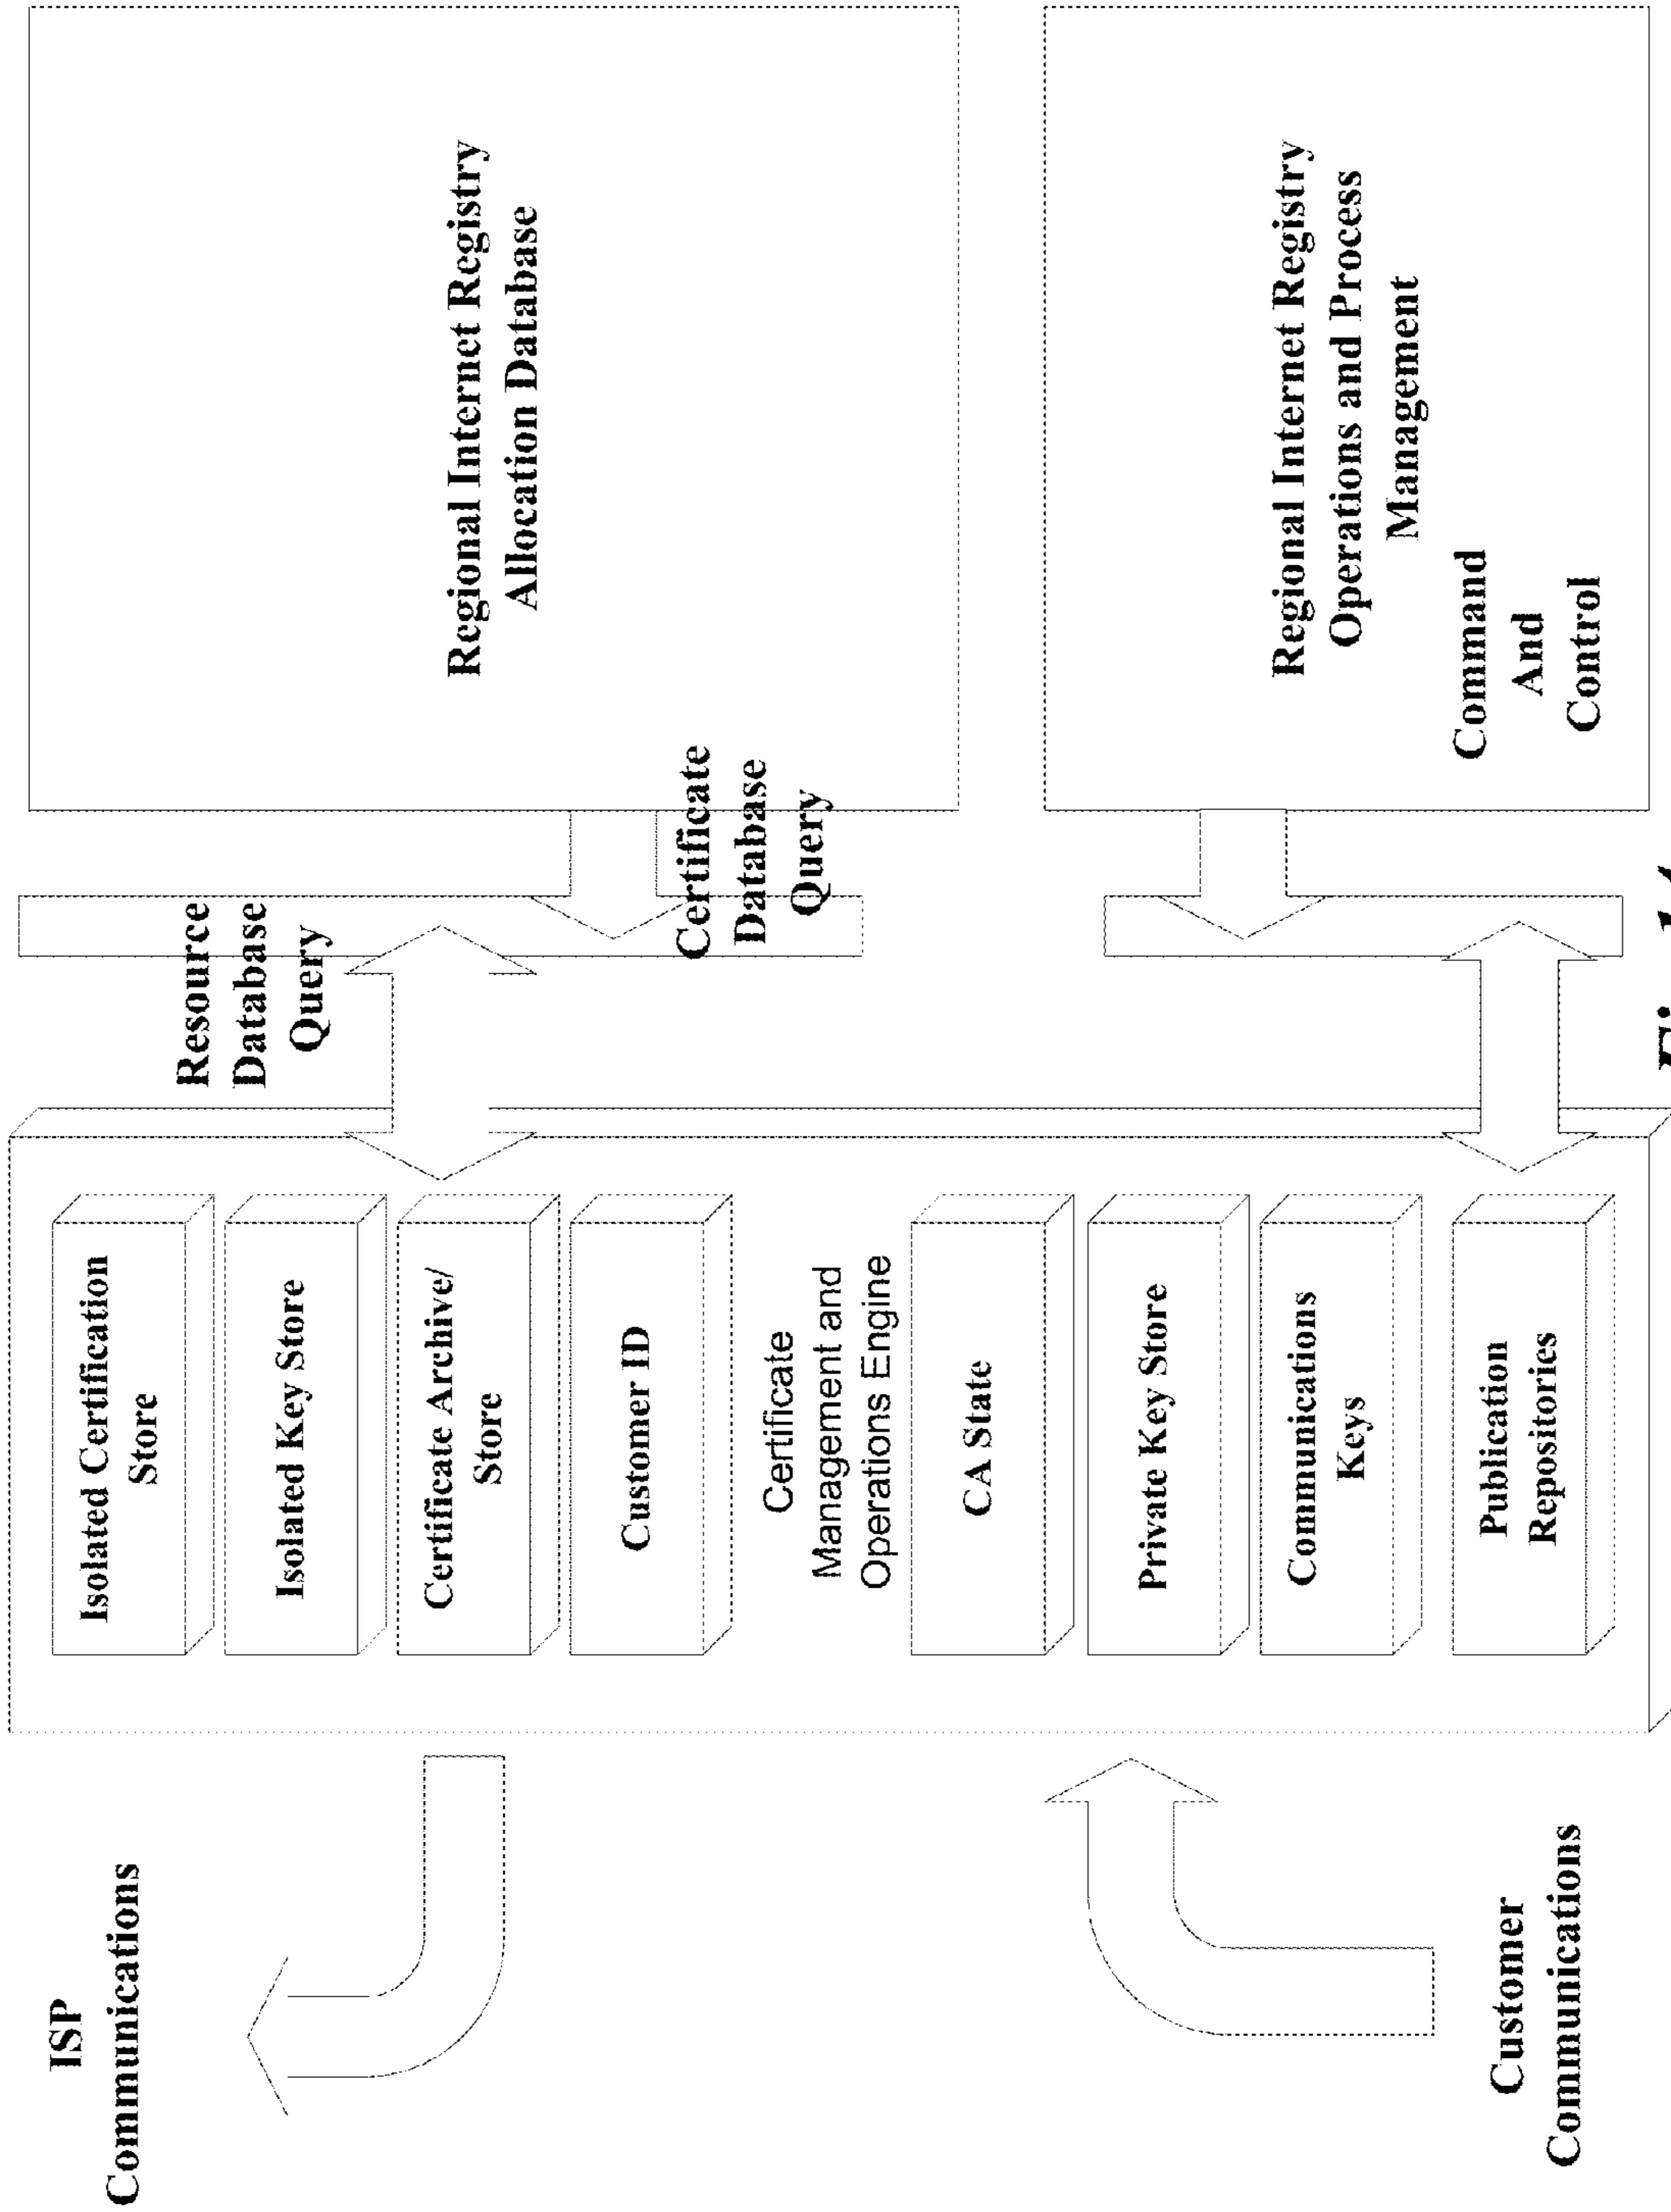 ISP
Communications
Customer
Communications
Isolated Certification
Store
Isolated Key Store
Certificate Archive/
Store
Customer ID
Certificate
Management and
Operations Engine
CA State
Private Key Store
Communications
Keys
Publication
Repositories
Resource
Database
Query
Certificate
Database
Query
Regional Internet Registry
Allocation Database
Regional Internet Registry
Operations and Process
Management
Command
And
Control